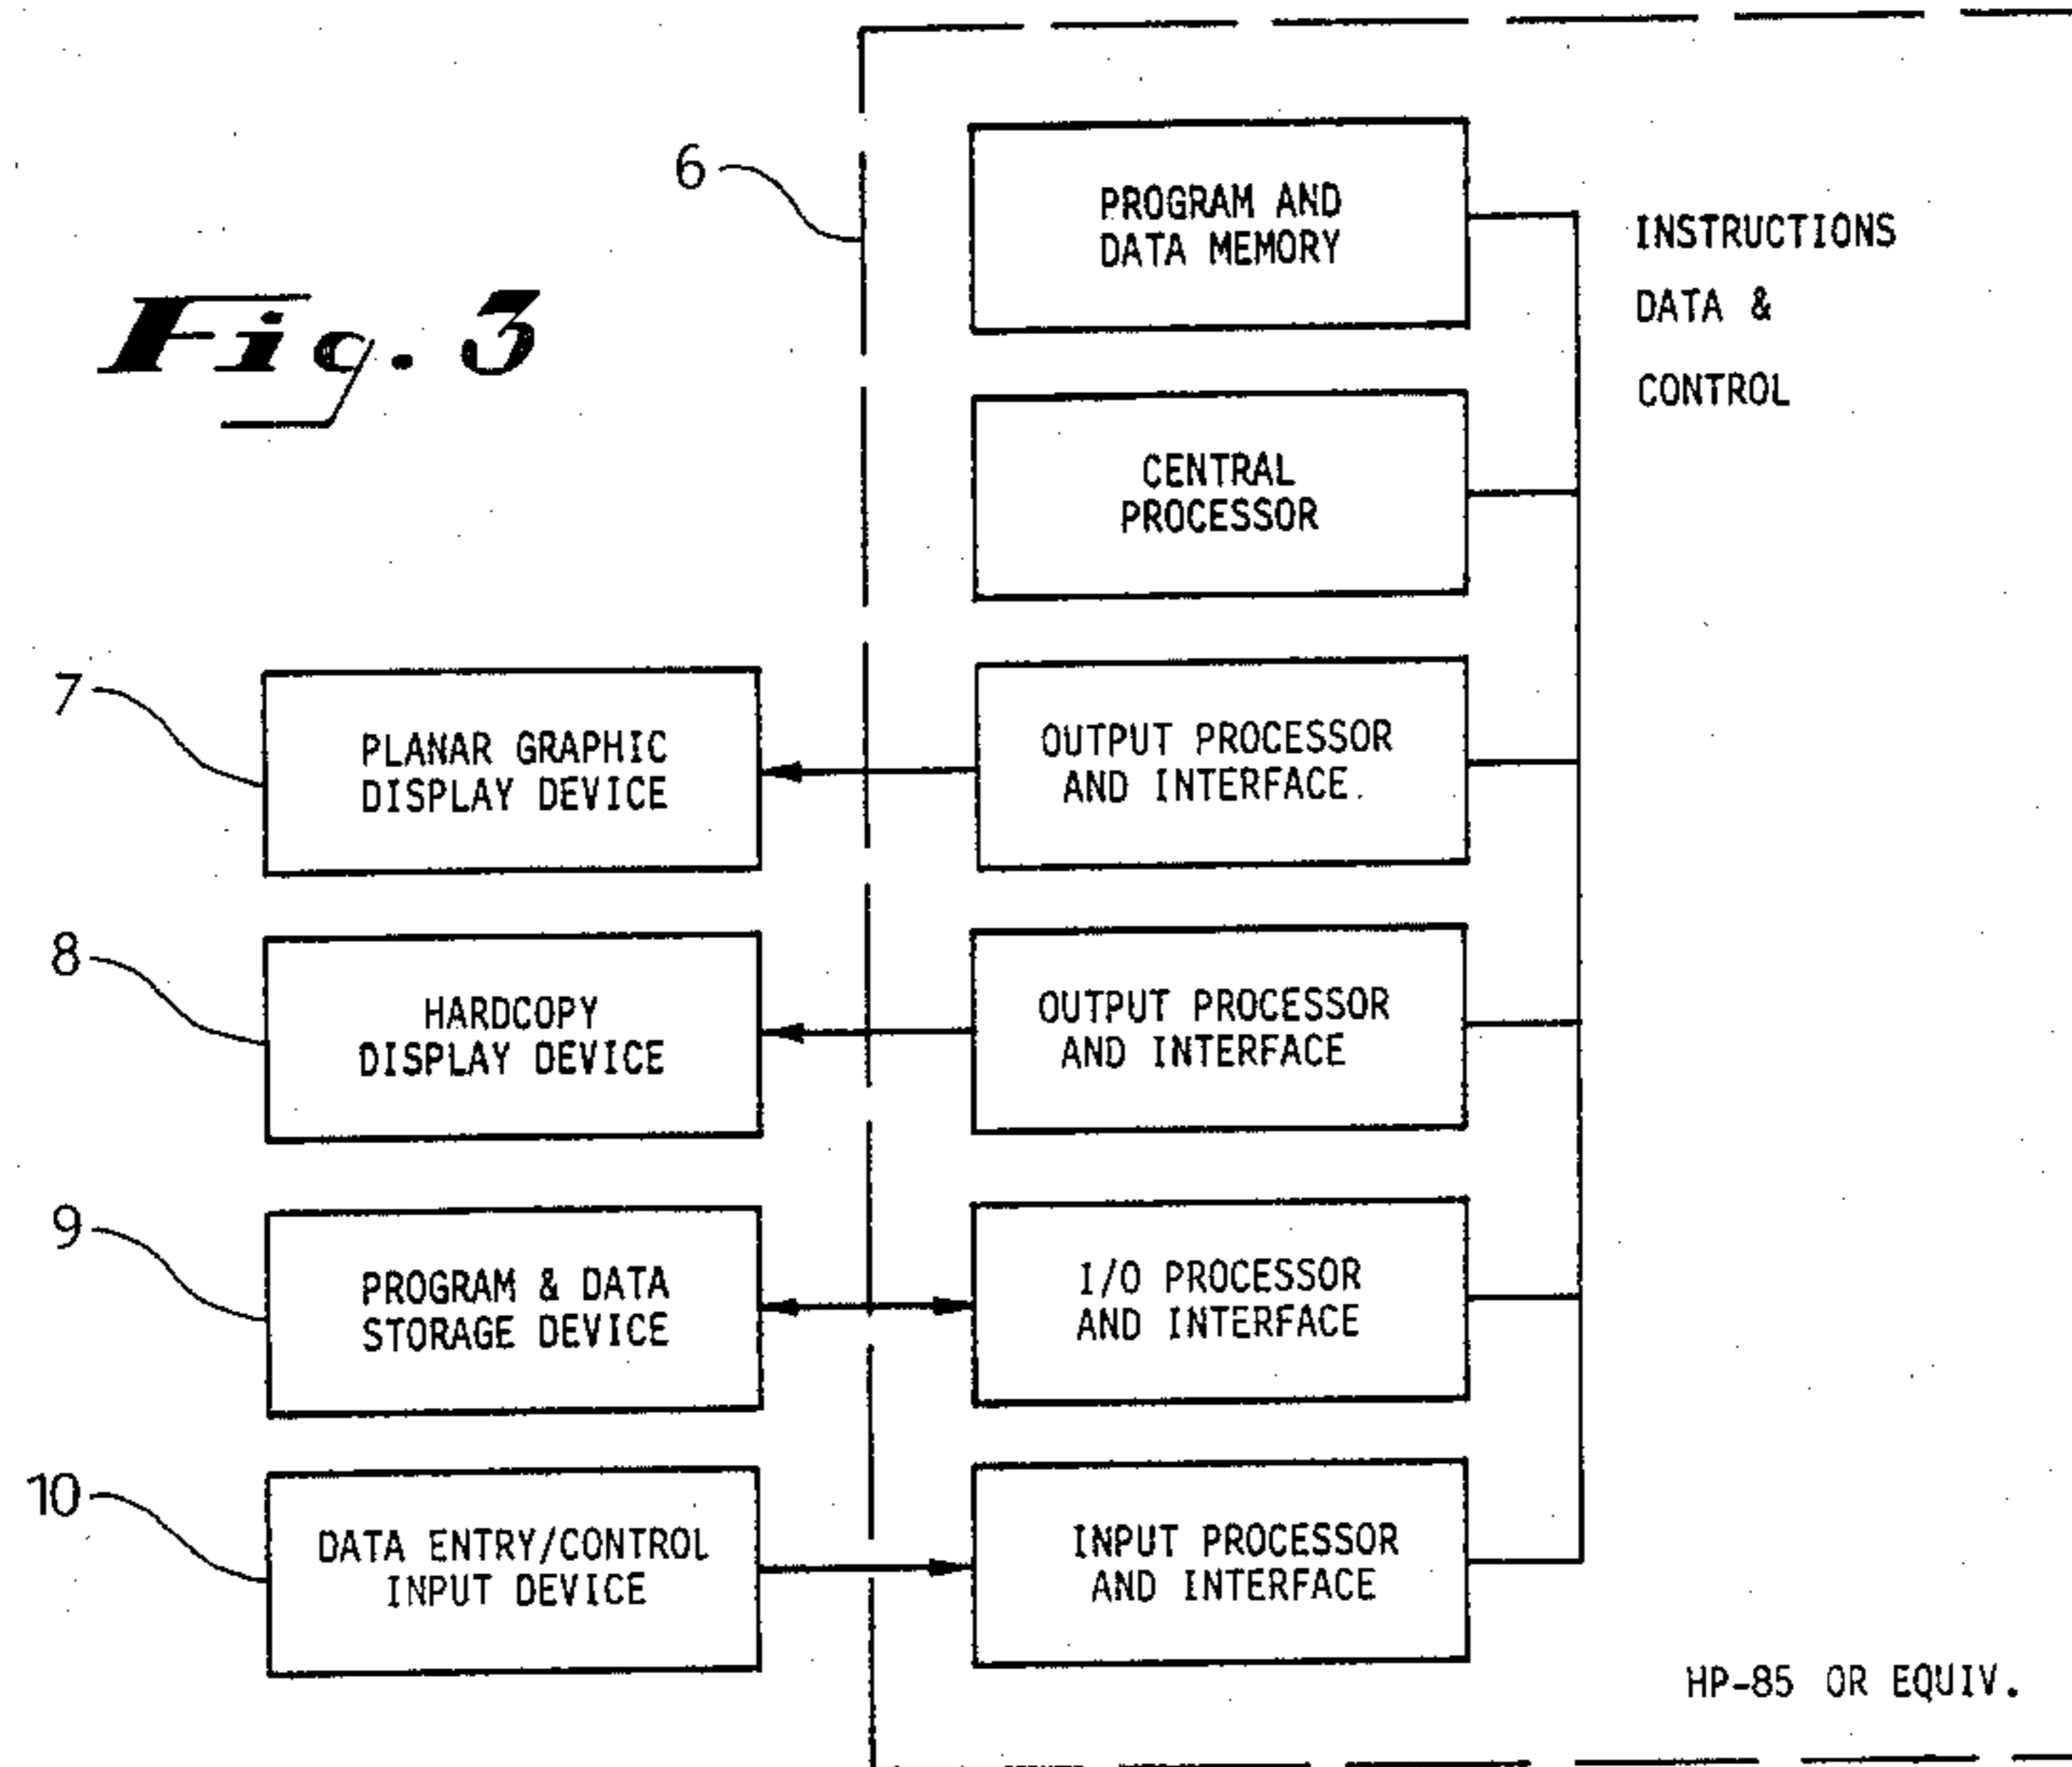 Fig. 3
6
PROGRAM AND
DATA MEMORY
INSTRUCTIONS
DATA &
CONTROL
CENTRAL
PROCESSOR
7
PLANAR GRAPHIC
DISPLAY DEVICE
OUTPUT PROCESSOR
AND INTERFACE
8
HARDCOPY
DISPLAY DEVICE
OUTPUT PROCESSOR
AND INTERFACE
9
PROGRAM & DATA
STORAGE DEVICE
I/O PROCESSOR
AND INTERFACE
10
DATA ENTRY/CONTROL
INPUT DEVICE
INPUT PROCESSOR
AND INTERFACE
HP-85 OR EQUIV.